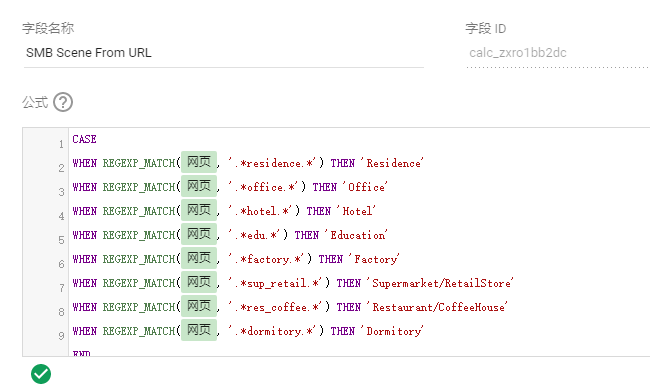 字段名称
字段 ID
SMB Scene From URL
calc_zxro1bb2dc
公式 ?
1 CASE
2 WHEN REGEXP_MATCH( 网页 , '.*residence.*') THEN 'Residence'
3 WHEN REGEXP_MATCH( 网页 , '.*office.*') THEN 'Office'
4 WHEN REGEXP_MATCH( 网页 , '.*hotel.*') THEN 'Hotel'
5 WHEN REGEXP_MATCH( 网页 , '.*edu.*') THEN 'Education'
6 WHEN REGEXP_MATCH( 网页 , '.*factory.*') THEN 'Factory'
7 WHEN REGEXP_MATCH( 网页 , '.*sup_retail.*') THEN 'Supermarket/RetailStore'
8 WHEN REGEXP_MATCH( 网页 , '.*res_coffee.*') THEN 'Restaurant/CoffeeHouse'
9 WHEN REGEXP_MATCH( 网页 , '.*dormitory.*') THEN 'Dormitory'
END